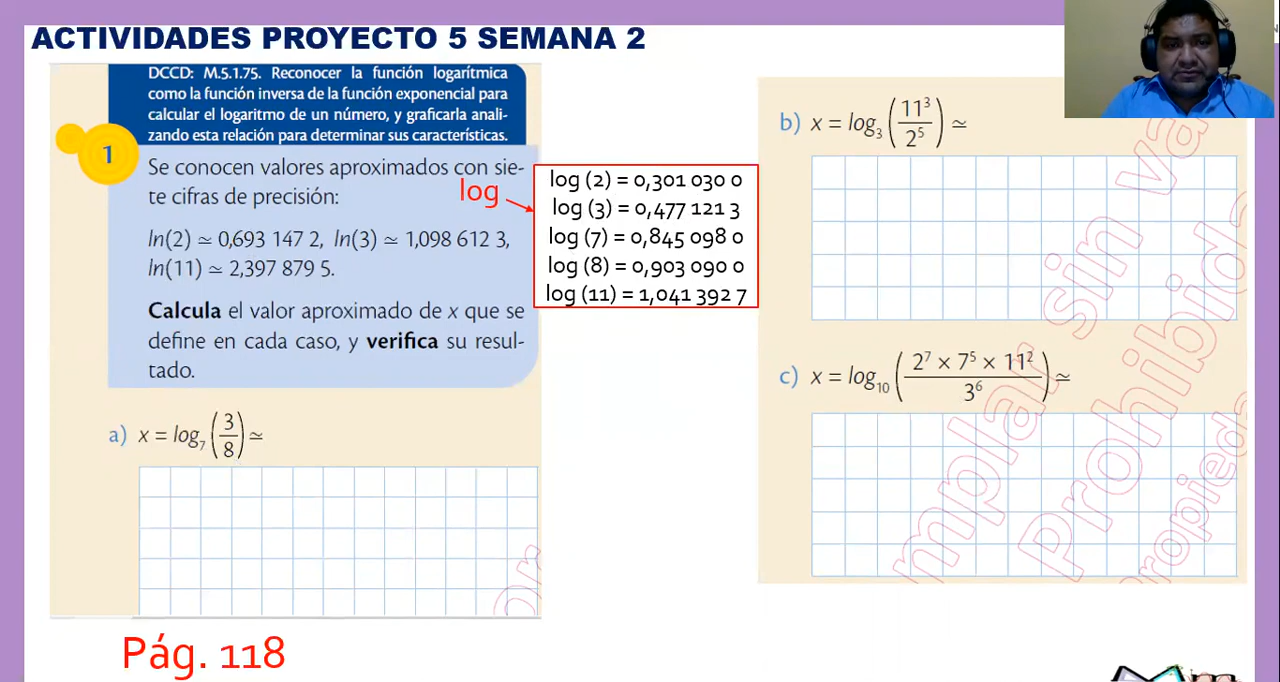 ACTIVIDADES PROYECTO 5 SEMANA 2
DCCD: M.5.1.75. Reconocer la función logarítmica
como la función inversa de la función exponencial para
calcular el logaritmo de un número, y graficarla anali-
zando esta relación para determinar sus características.
1
Se conocen valores aproximados con sie-
te cifras de precisión:
ln(2) ≃ 0,693 147 2, ln(3) ≃ 1,098 612 3,
ln(11) ≃ 2,397 879 5.
Calcula el valor aproximado de x que se
define en cada caso, y verifica su resul-
tado.
log
log (2) = 0,301 030 0
log (3) = 0,477 121 3
log (7) = 0,845 098 0
log (8) = 0,903 090 0
log (11) = 1,041 392 7
a) x = log₇ (3/8) ≃
Pág. 118
b) x = log₃ (11³/2⁵) ≃
c) x = log₁₀ (2⁷ × 7⁵ × 11²/3⁶) ≃
mplar sin va
Prohibid